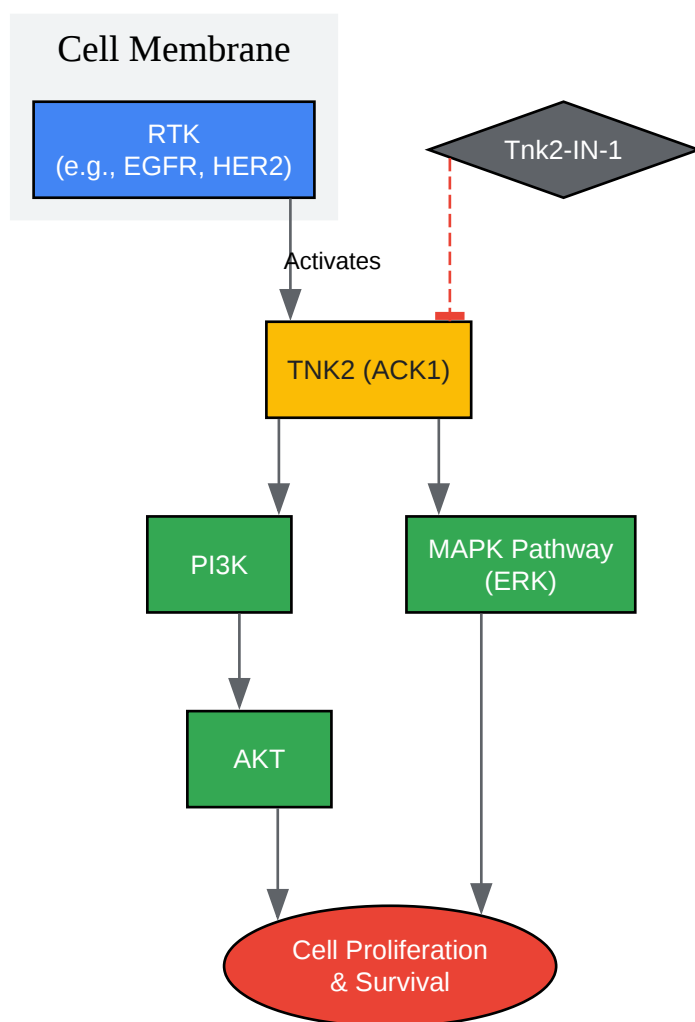 Cell Membrane
RTK
(e.g., EGFR, HER2)
Tnk2-IN-1
Activates
TNK2 (ACK1)
PI3K
MAPK Pathway
(ERK)
AKT
Cell Proliferation
& Survival